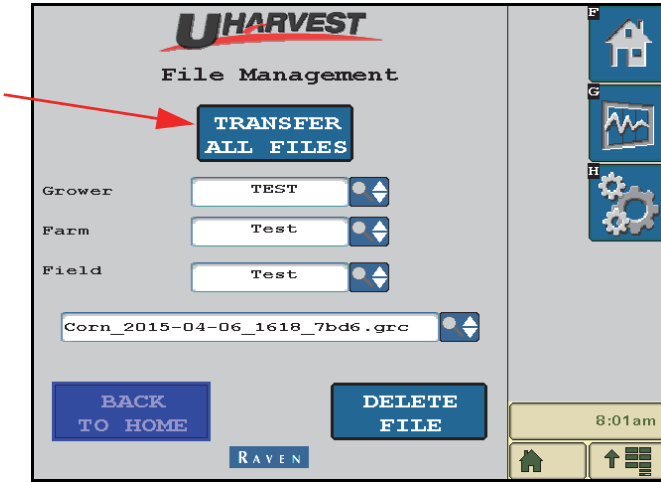 UHARVEST
File Management
TRANSFER
ALL FILES
Grower TEST
Farm Test
Field Test
Corn_2015-04-06_1618_7bd6.grc
BACK
TO HOME
DELETE
FILE
RAVEN
F
G
H
8:01am